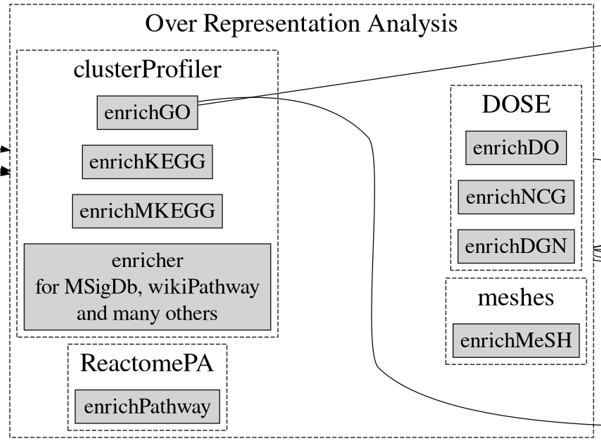 Over Representation Analysis
clusterProfiler
enrichGO
enrichKEGG
enrichMKEGG
enricher
for MSigDb, wikiPathway
and many others
ReactomePA
enrichPathway
DOSE
enrichDO
enrichNCG
enrichDGN
meshes
enrichMeSH